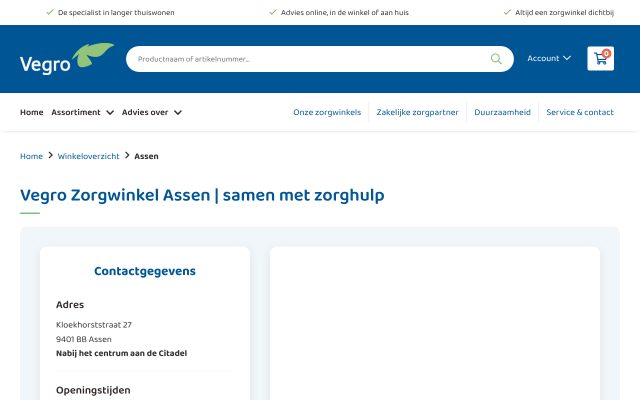 De specialist in langer thuiswonen
Advies online, in de winkel of aan huis
Altijd een zorgwinkel dichtbij
Vegro
Productnaam of artikelnummer...
Account
0
Home
Assortiment
Advies over
Onze zorgwinkels
Zakelijke zorgpartner
Duurzaamheid
Service & contact
Home
Winkeloverzicht
Assen
Vegro Zorgwinkel Assen | samen met zorghulp
Contactgegevens
Adres
Kloekhorststraat 27
9401 BB Assen
Nabij het centrum aan de Citadel
Openingstijden